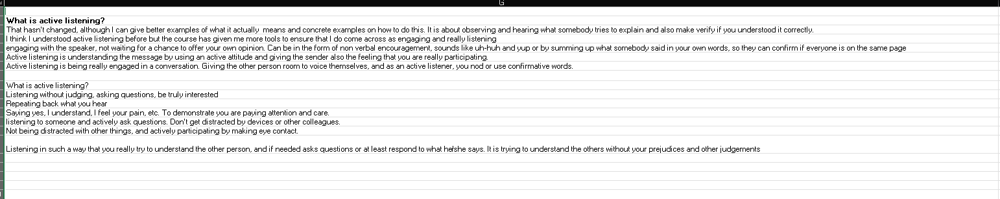 G
What is active listening?
That hasn't changed, although I can give better examples of what it actually means and concrete examples on how to do this. It is about observing and hearing what somebody tries to explain and also make verify if you understood it correctly.
I think I understood active listening before but the course has given me more tools to ensure that I do come across as engaging and really listening
engaging with the speaker, not waiting for a chance to offer your own opinion. Can be in the form of non verbal encouragement, sounds like uh-huh and yup or by summing up what somebody said in your own words, so they can confirm if everyone is on the same page
Active listening is understanding the message by using an active attitude and giving the sender also the feeling that you are really participating.
Active listening is being really engaged in a conversation. Giving the other person room to voice themselves, and as an active listener, you nod or use confirmative words.
What is active listening?
Listening without judging, asking questions, be truly interested
Repeating back what you hear
Saying yes, I understand, I feel your pain, etc. To demonstrate you are paying attention and care.
listening to someone and actively ask questions. Don't get distracted by devices or other colleagues.
Not being distracted with other things, and actively participating by making eye contact.
Listening in such a way that you really try to understand the other person, and if needed asks questions or at least respond to what he/she says. It is trying to understand the others without your prejudices and other judgements